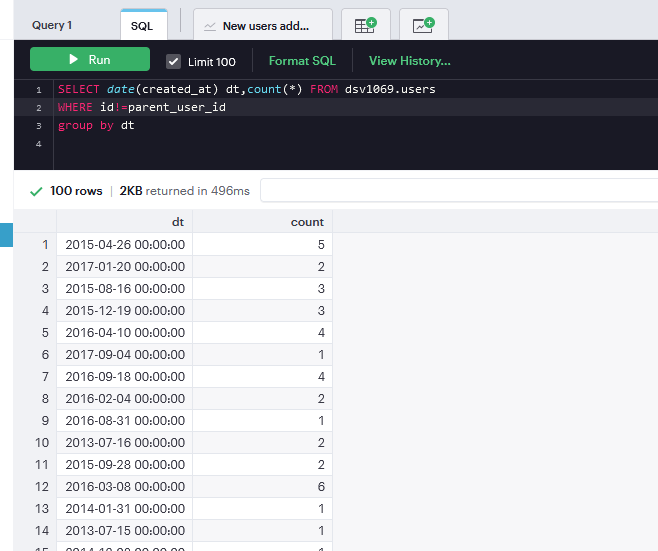 Query 1
SQL
New users add...
Run
Limit 100
Format SQL
View History...
1 SELECT date(created_at) dt,count(*) FROM dsv1069.users
2 WHERE id!=parent_user_id
3 group by dt
4
100 rows | 2KB returned in 496ms
dt count
1 2015-04-26 00:00:00 5
2 2017-01-20 00:00:00 2
3 2015-08-16 00:00:00 3
4 2015-12-19 00:00:00 3
5 2016-04-10 00:00:00 4
6 2017-09-04 00:00:00 1
7 2016-09-18 00:00:00 4
8 2016-02-04 00:00:00 2
9 2016-08-31 00:00:00 1
10 2013-07-16 00:00:00 2
11 2015-09-28 00:00:00 2
12 2016-03-08 00:00:00 6
13 2014-01-31 00:00:00 1
14 2013-07-15 00:00:00 1